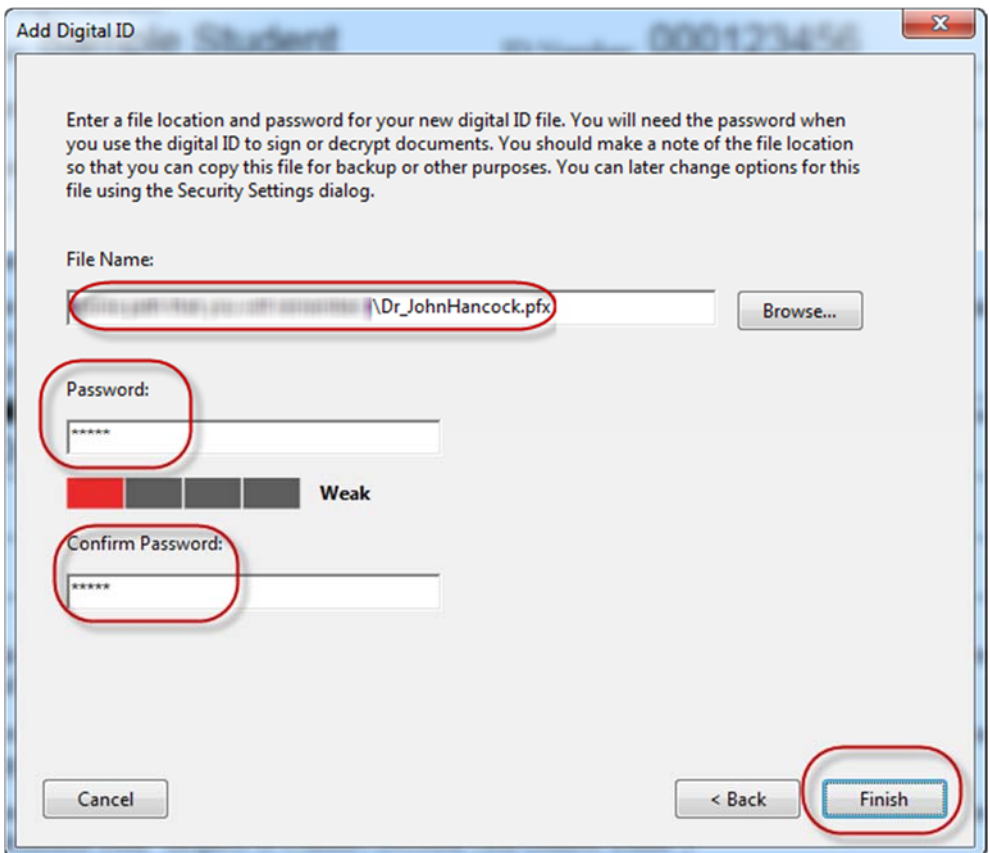 Add Digital ID
Student
000123456
Enter a file location and password for your new digital ID file. You will need the password when
you use the digital ID to sign or decrypt documents. You should make a note of the file location
so that you can copy this file for backup or other purposes. You can later change options for this
file using the Security Settings dialog.
File Name:
\Dr_JohnHancock.pfx
Browse...
Password:
*****
Weak
Confirm Password:
*****
Cancel
< Back
Finish